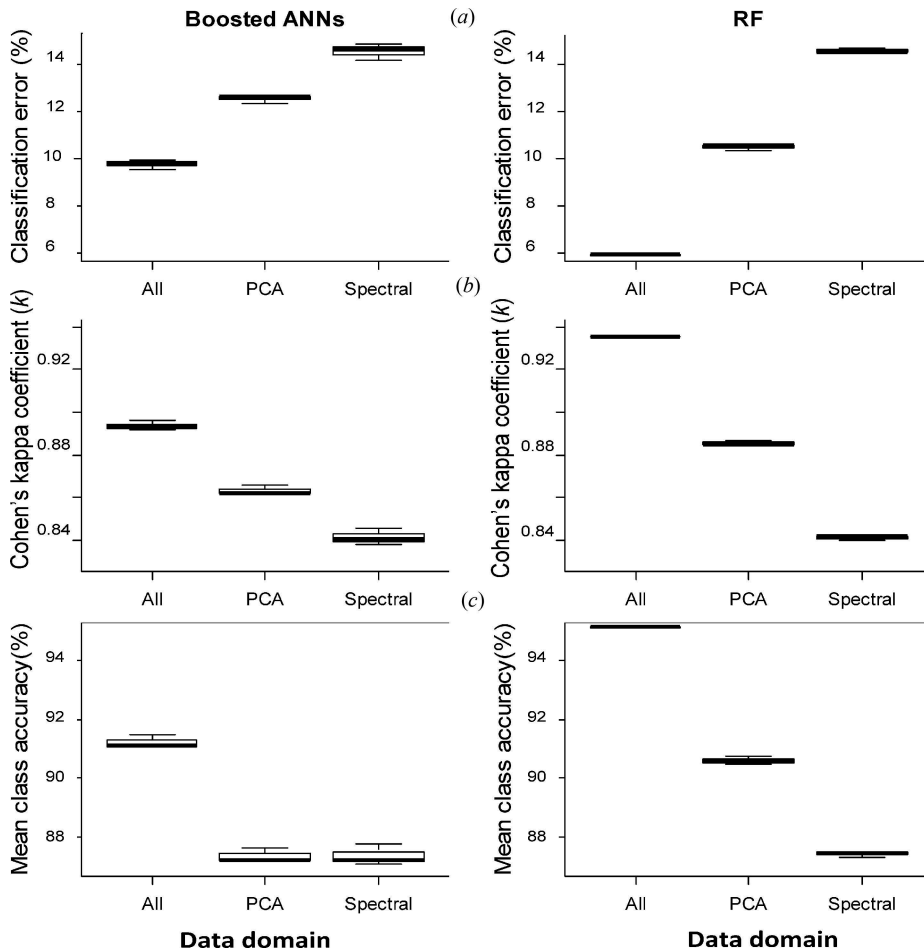 Boosted ANNs
(a)
RF
Classification error (%)
14
12
10
8
6
All PCA Spectral
Classification error (%)
14
12
10
8
6
All PCA Spectral
(b)
Cohen's kappa coefficient (k)
0.92
0.88
0.84
All PCA Spectral
Cohen's kappa coefficient (k)
0.92
0.88
0.84
All PCA Spectral
(c)
Mean class accuracy(%)
94
92
90
88
All PCA Spectral
Data domain
Mean class accuracy(%)
94
92
90
88
All PCA Spectral
Data domain